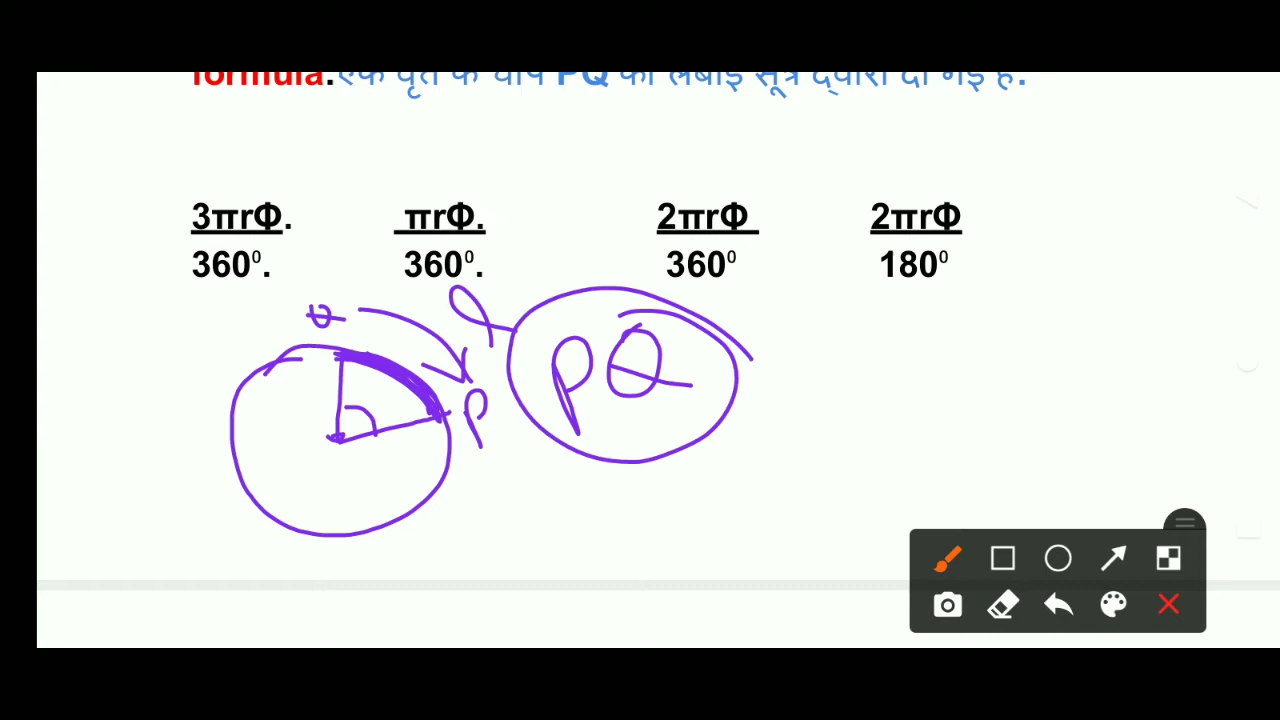 formula.एक वृत के चाप PQ की लंबाई सूत्र द्वारा दी गई है.
3πrΦ. πrΦ. 2πrΦ 2πrΦ
360⁰. 360⁰. 360⁰ 180⁰
P
PQ